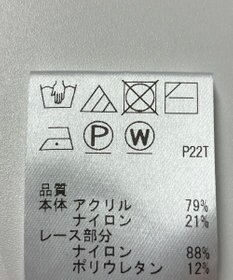 P W P22T
品質
本体 アクリル 79%
ナイロン 21%
レース部分
ナイロン 88%
ポリウレタン 12%